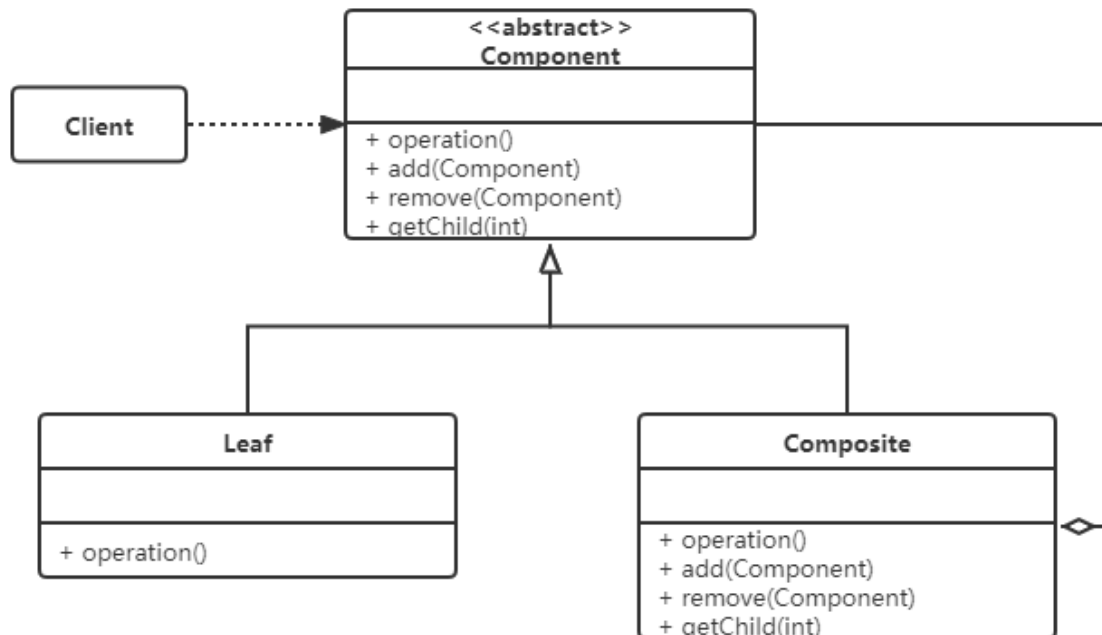 <<abstract>>
Component
Client
+ operation()
+ add(Component)
+ remove(Component)
+ getChild(int)
Leaf
+ operation()
Composite
+ operation()
+ add(Component)
+ remove(Component)
+ getChild(int)